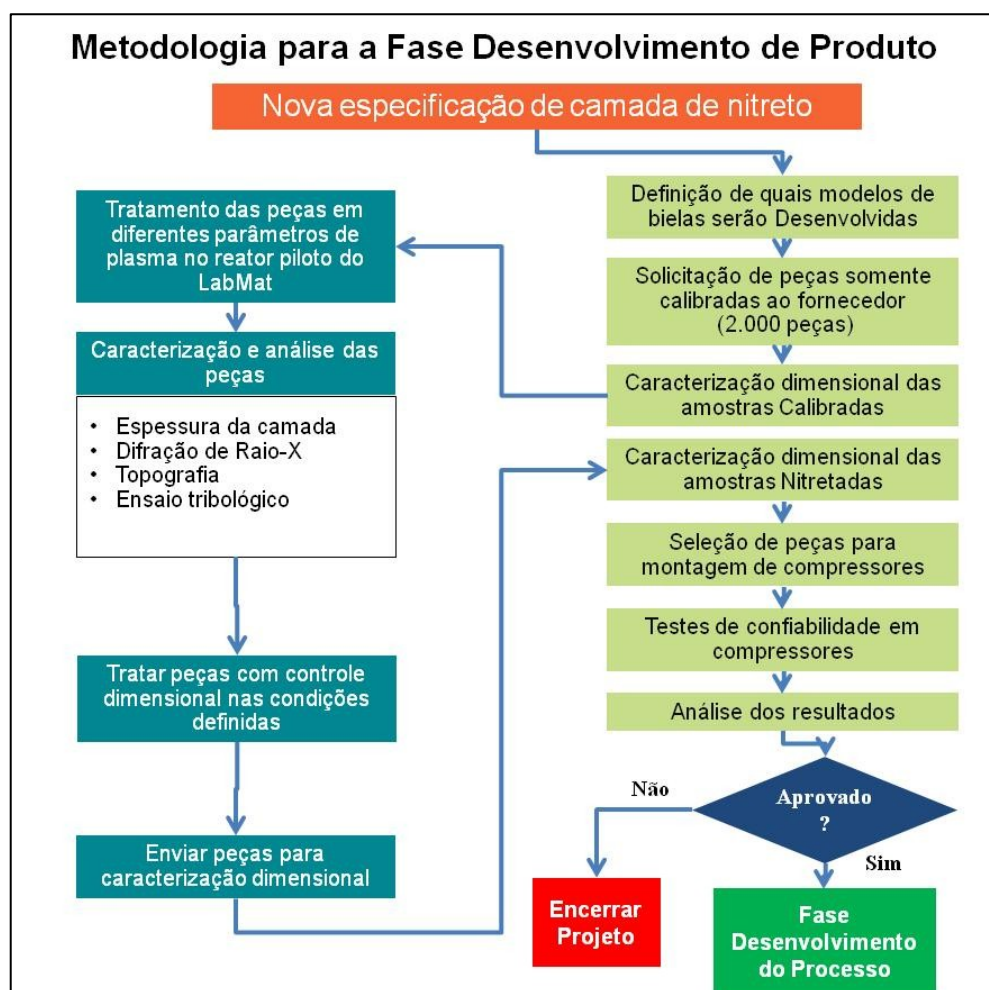 Metodologia para a Fase Desenvolvimento de Produto
Nova especificação de camada de nitreto
Definição de quais modelos de
bielas serão Desenvolvidas
Solicitação de peças somente
calibradas ao fornecedor
(2.000 peças)
Caracterização dimensional das
amostras Calibradas
Tratamento das peças em
diferentes parâmetros de
plasma no reator piloto do
LabMat
Caracterização e análise das
peças
• Espessura da camada
• Difração de Raio-X
• Topografia
• Ensaio tribológico
Tratar peças com controle
dimensional nas condições
definidas
Enviar peças para
caracterização dimensional
Caracterização dimensional das
amostras Nitretadas
Seleção de peças para
montagem de compressores
Testes de confiabilidade em
compressores
Análise dos resultados
Aprovado
?
Não
Sim
Encerrar
Projeto
Fase
Desenvolvimento
do Processo